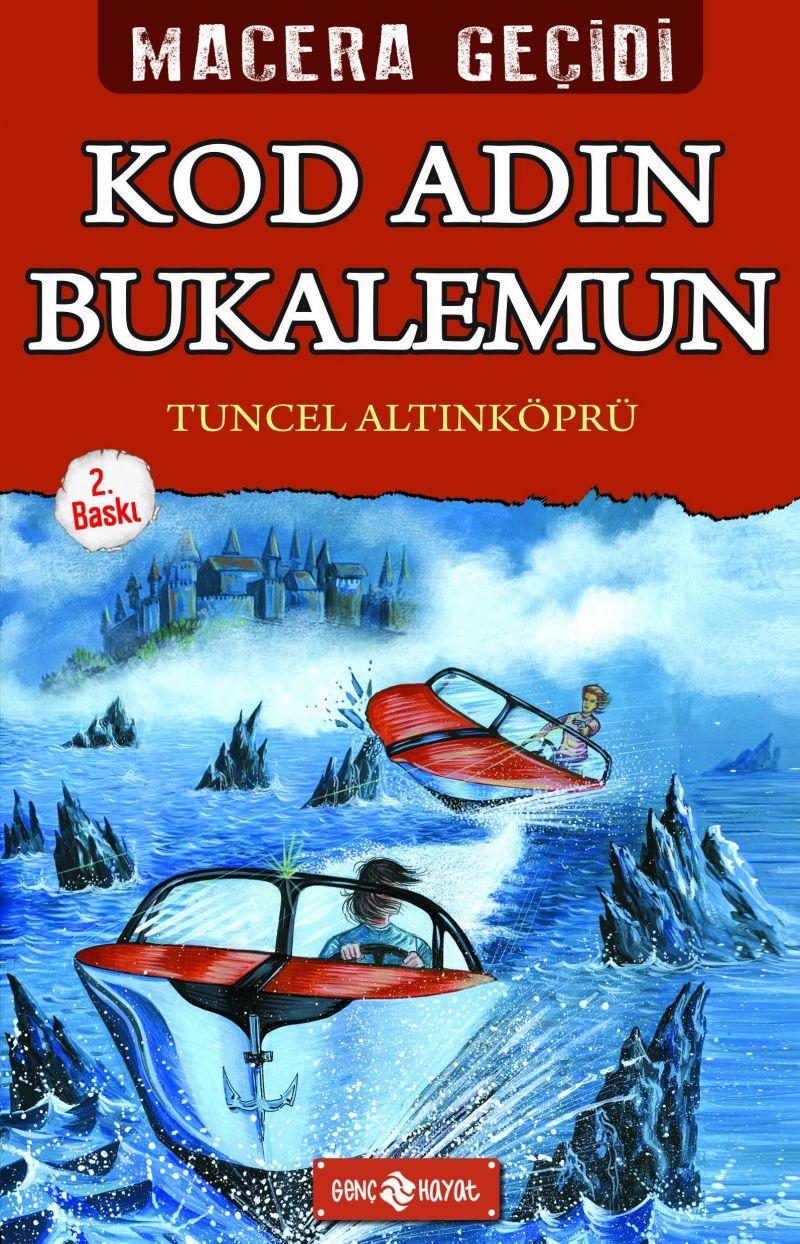 MACERA GEÇİDİ
KOD ADIN
BUKALEMUN
TUNCEL ALTINKÖPRÜ
2.
Baskı
GENÇ HAYAT